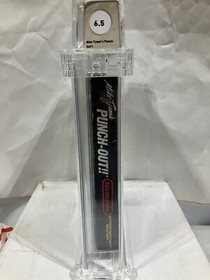 6.5
Mike Tyson's Punch-
Out!!
Mike Tyson's
PUNCH-OUT!!
Nintendo